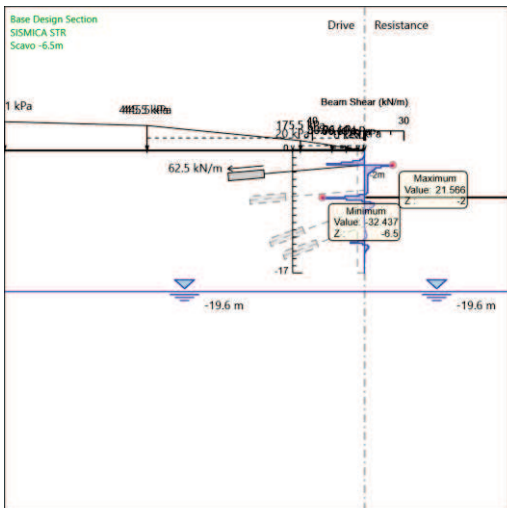 Base Design Section
SISMICA STR
Scavo -6.5m
Drive
Resistance
Beam Shear (kN/m)
30
1 kPa
175.5
20 kPa
0
62.5 kN/m
-2m
Maximum
Value: 21.566
Z : -2
Minimum
Value: -32.437
Z : -6.5
-17
-19.6 m
-19.6 m